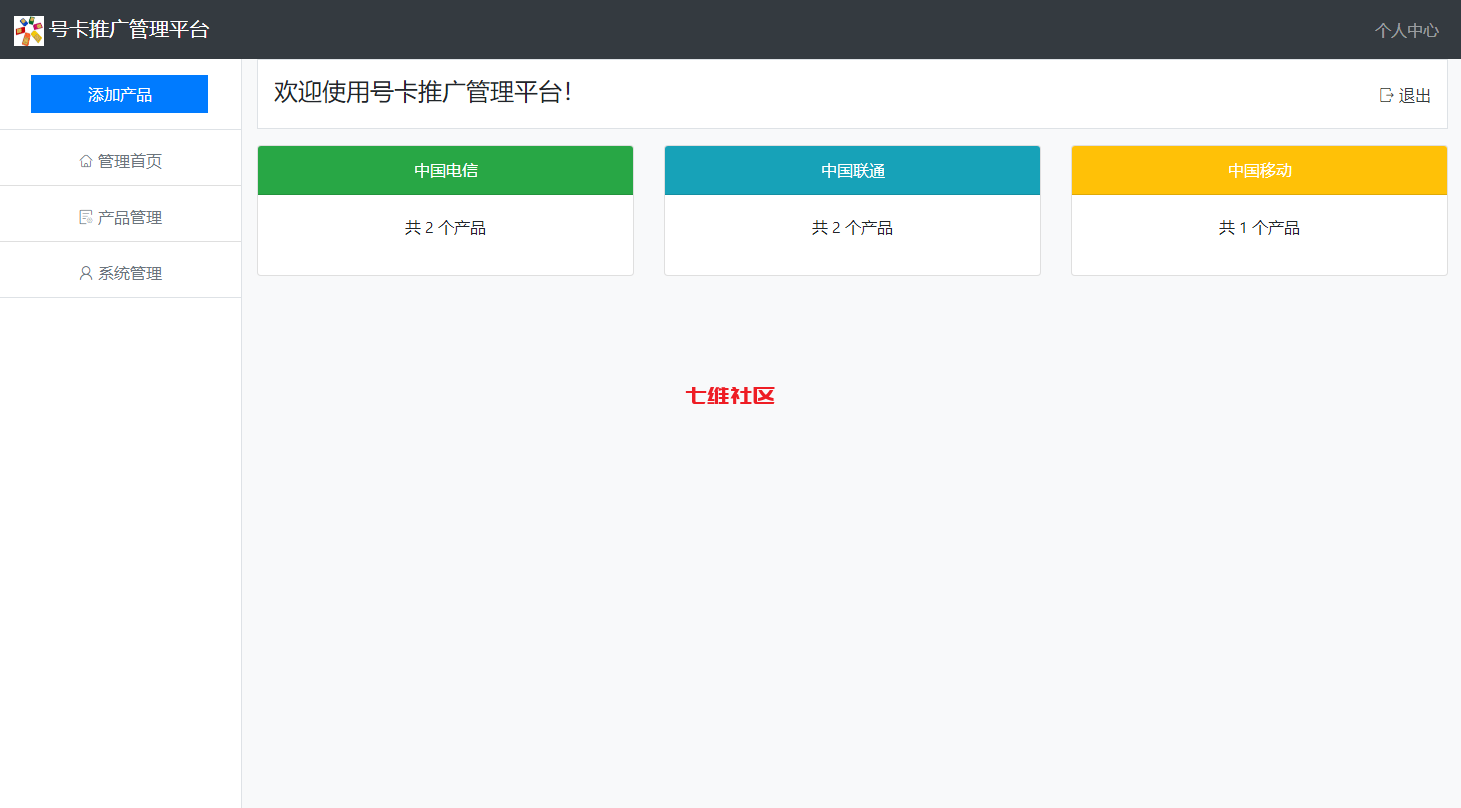 号卡推广管理平台
个人中心
添加产品
管理首页
产品管理
系统管理
欢迎使用号卡推广管理平台!
退出
中国电信
共 2 个产品
中国联通
共 2 个产品
中国移动
共 1 个产品
七维社区